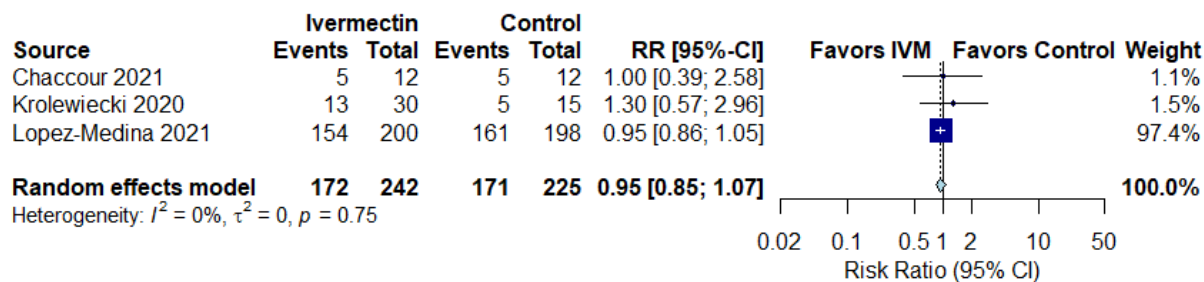 Ivermectin Control
Source Events Total Events Total RR [95%-CI] Favors IVM Favors Control Weight
Chaccour 2021 5 12 5 12 1.00 [0.39; 2.58] 1.1%
Krolewiecki 2020 13 30 5 15 1.30 [0.57; 2.96] 1.5%
Lopez-Medina 2021 154 200 161 198 0.95 [0.86; 1.05] 97.4%
Random effects model 172 242 171 225 0.95 [0.85; 1.07] 100.0%
Heterogeneity: I² = 0%, τ² = 0, p = 0.75
0.02 0.1 0.5 1 2 10 50
Risk Ratio (95% CI)